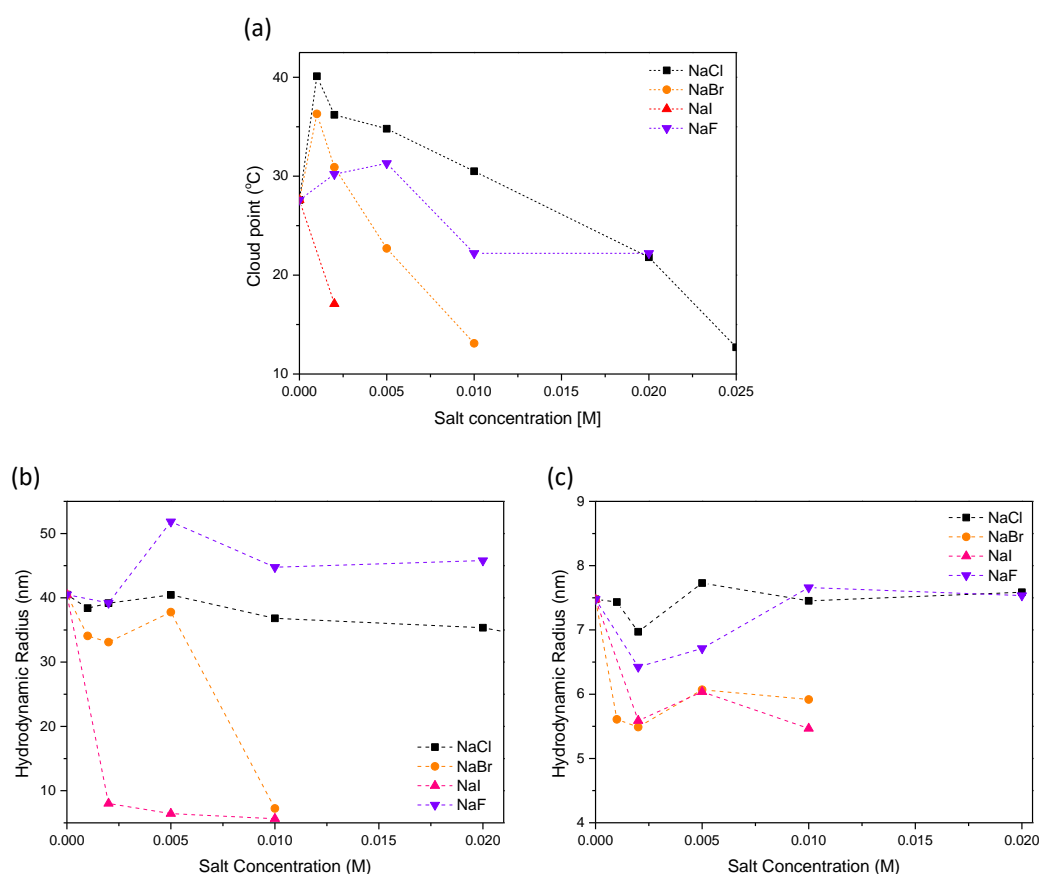 (a)
40
30
20
10
Cloud point (°C)
NaCl
NaBr
NaI
NaF
0.000 0.005 0.010 0.015 0.020 0.025
Salt concentration [M]
(b)
50
40
30
20
10
Hydrodynamic Radius (nm)
NaCl
NaBr
NaI
NaF
0.000 0.005 0.010 0.015 0.020
Salt Concentration (M)
(c)
9
8
7
6
5
4
Hydrodynamic Radius (nm)
NaCl
NaBr
NaI
NaF
0.000 0.005 0.010 0.015 0.020
Salt Concentration (M)